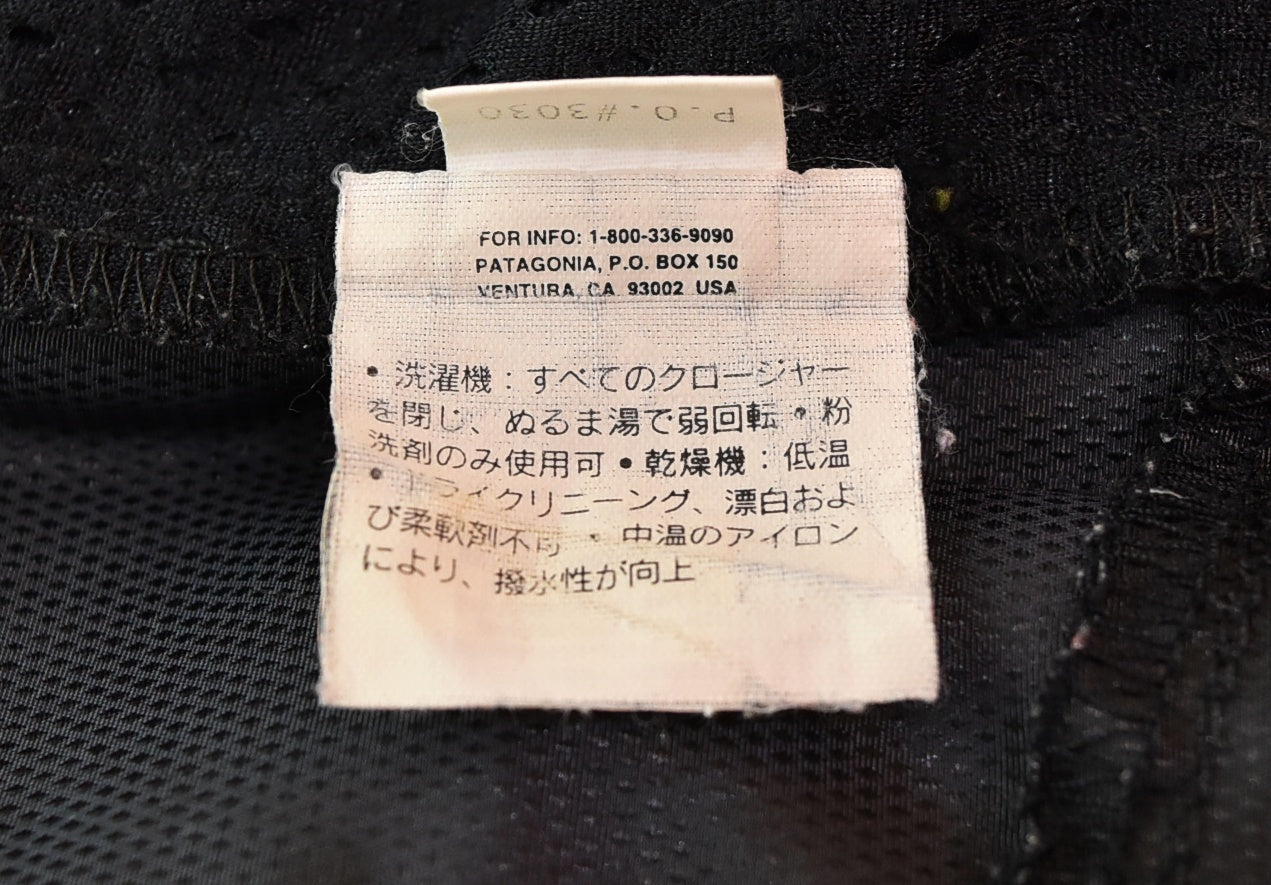 P.O.#3030
FOR INFO: 1-800-336-9090
PATAGONIA, P.O. BOX 150
VENTURA, CA 93002 USA
• 洗濯機：すべてのクロージャー
を閉じ、ぬるま湯で弱回転・粉
洗剤のみ使用可・乾燥機：低温
• ドライクリーニング、漂白およ
び柔軟剤不可 ・ 中温のアイロン
により、撥水性が向上